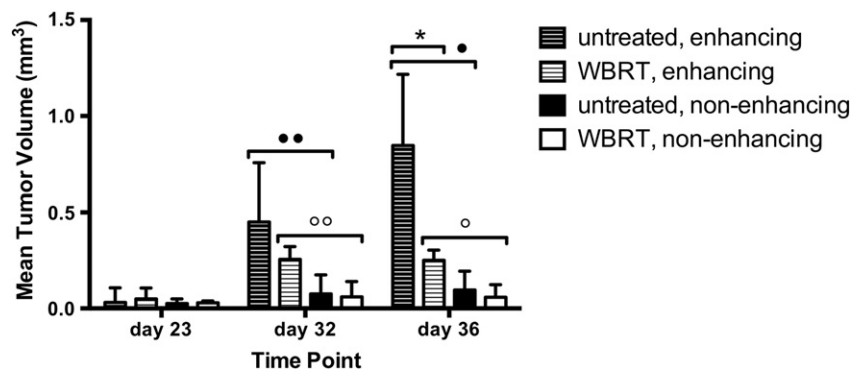 Mean Tumor Volume (mm³)
1.5
1.0
0.5
0.0
day 23
day 32
day 36
Time Point
*
untreated, enhancing
WBRT, enhancing
untreated, non-enhancing
WBRT, non-enhancing